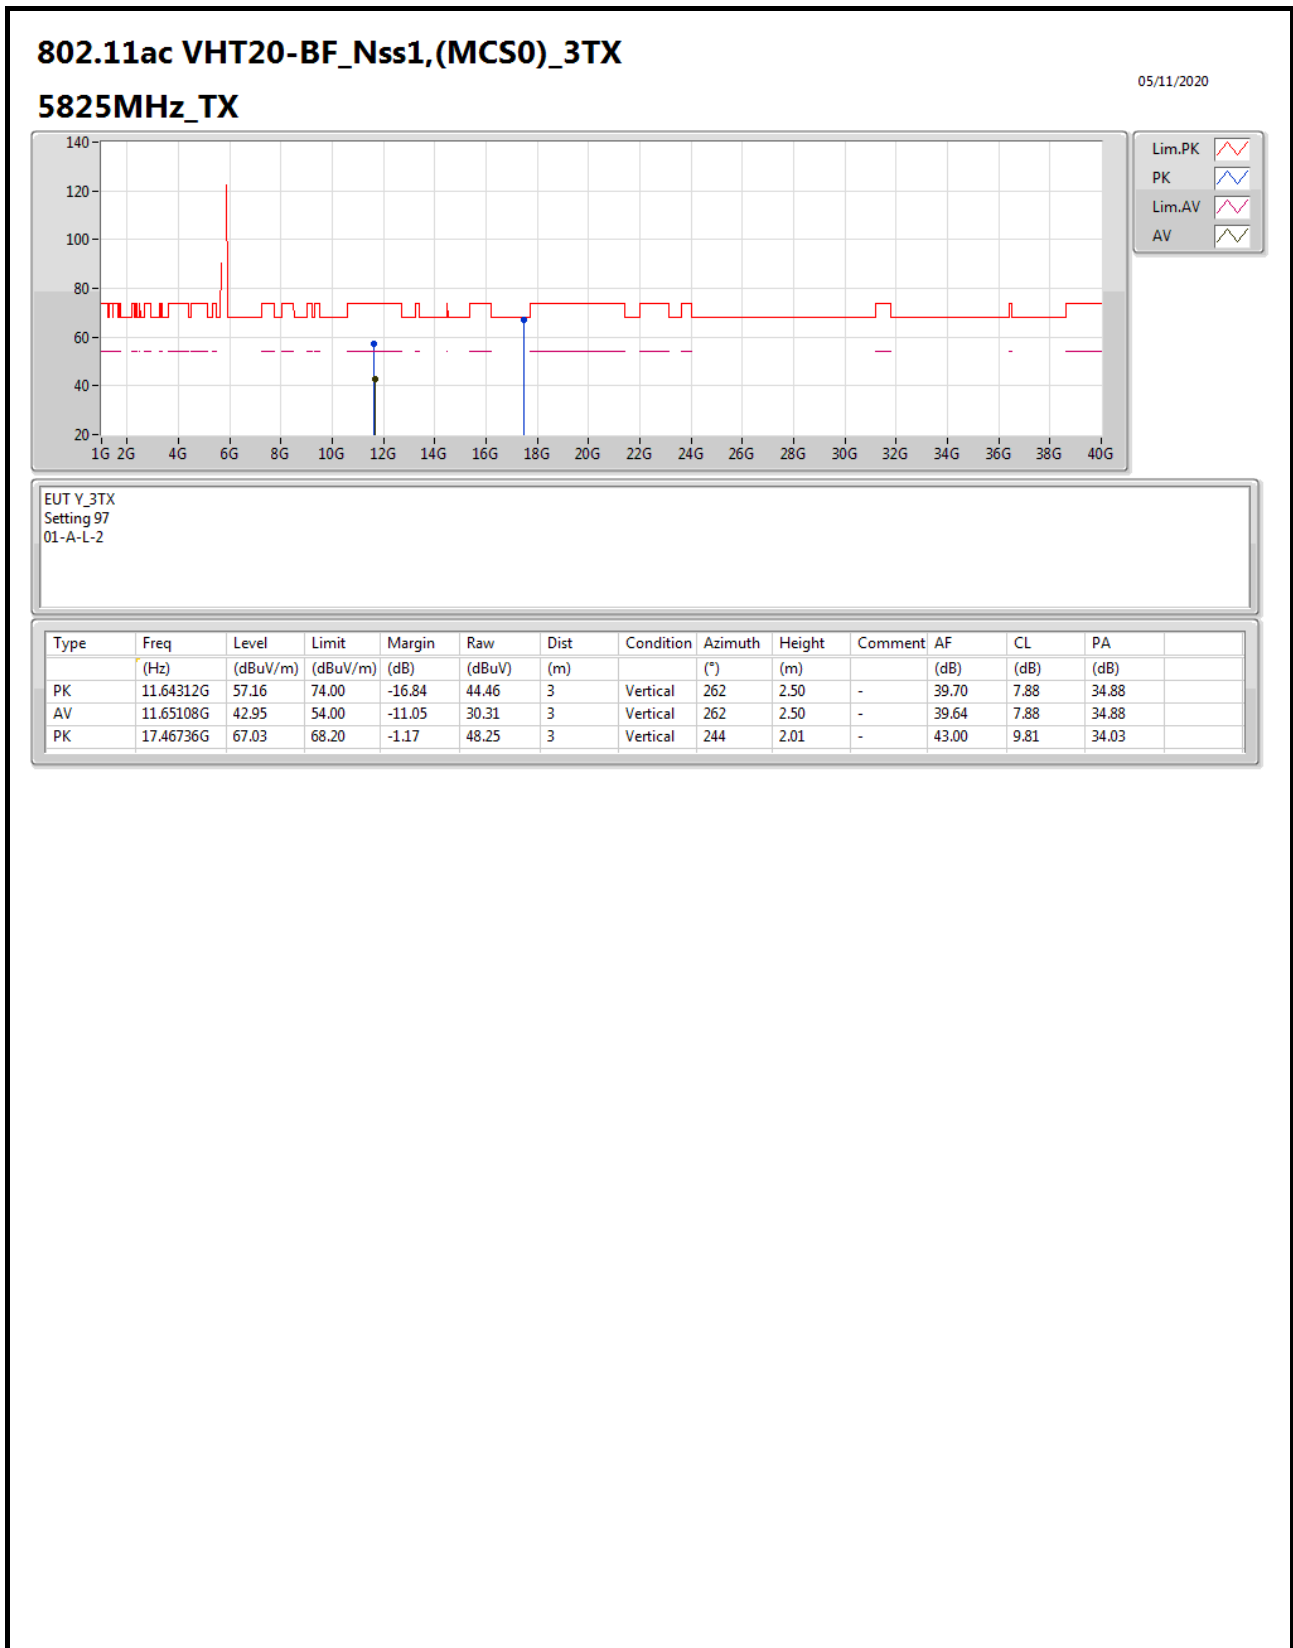 802.11ac VHT20-BF_Nss1,(MCS0)_3TX
05/11/2020
5825MHz_TX
140
120
100
80
60
40
20
1G 2G 4G 6G 8G 10G 12G 14G 16G 18G 20G 22G 24G 26G 28G 30G 32G 34G 36G 38G 40G
Lim.PK
PK
Lim.AV
AV
EUT Y_3TX
Setting 97
01-A-L-2
Type Freq Level Limit Margin Raw Dist Condition Azimuth Height Comment AF CL PA
(Hz) (dBuV/m) (dBuV/m) (dB) (dBuV) (m) (°) (m) (dB) (dB) (dB)
PK 11.64312G 57.16 74.00 -16.84 44.46 3 Vertical 262 2.50 - 39.70 7.88 34.88
AV 11.65108G 42.95 54.00 -11.05 30.31 3 Vertical 262 2.50 - 39.64 7.88 34.88
PK 17.46736G 67.03 68.20 -1.17 48.25 3 Vertical 244 2.01 - 43.00 9.81 34.03